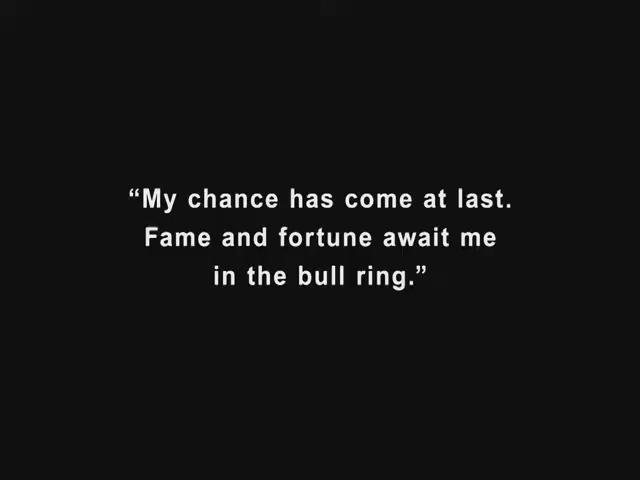 “My chance has come at last.
Fame and fortune await me
in the bull ring.”